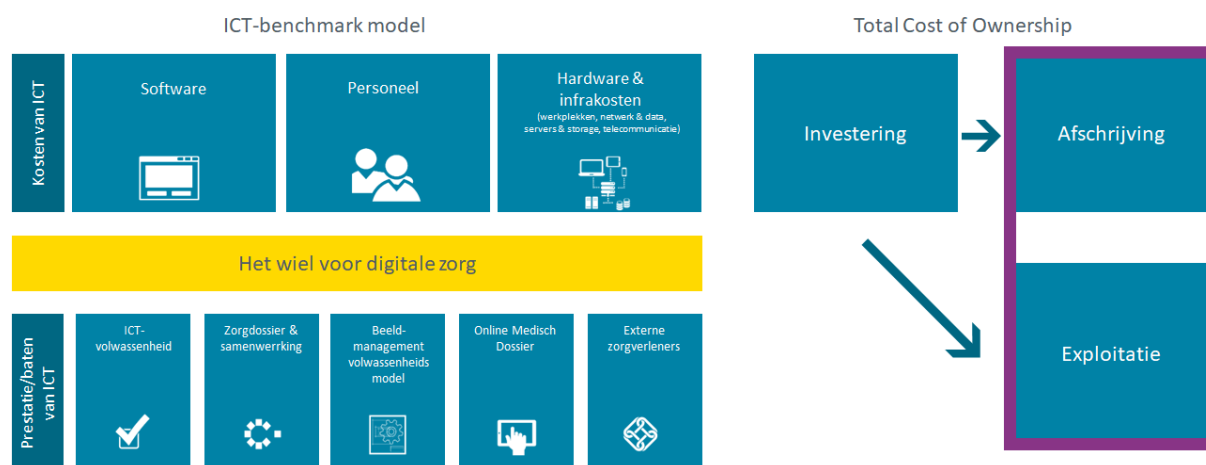 ICT-benchmark model
Total Cost of Ownership
Kosten van ICT
Software
Personeel
Hardware &
infrakosten
(werkplekken, netwerk & data,
servers & storage, telecommunicatie)
Investering
Afschrijving
Het wiel voor digitale zorg
Exploitatie
Prestatie/baten
van ICT
ICT-
volwassenheid
Zorgdossier &
samenwerrking
Beeld-
management
volwassenheids
model
Online Medisch
Dossier
Externe
zorgverleners